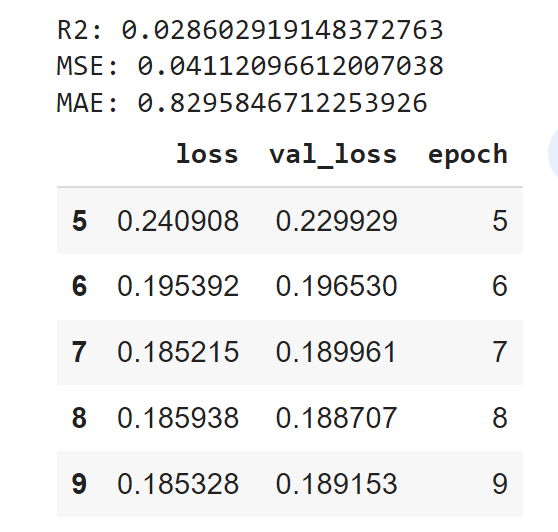 R2: 0.028602919148372763
MSE: 0.04112096612007038
MAE: 0.8295846712253926
loss val_loss epoch
5 0.240908 0.229929 5
6 0.195392 0.196530 6
7 0.185215 0.189961 7
8 0.185938 0.188707 8
9 0.185328 0.189153 9